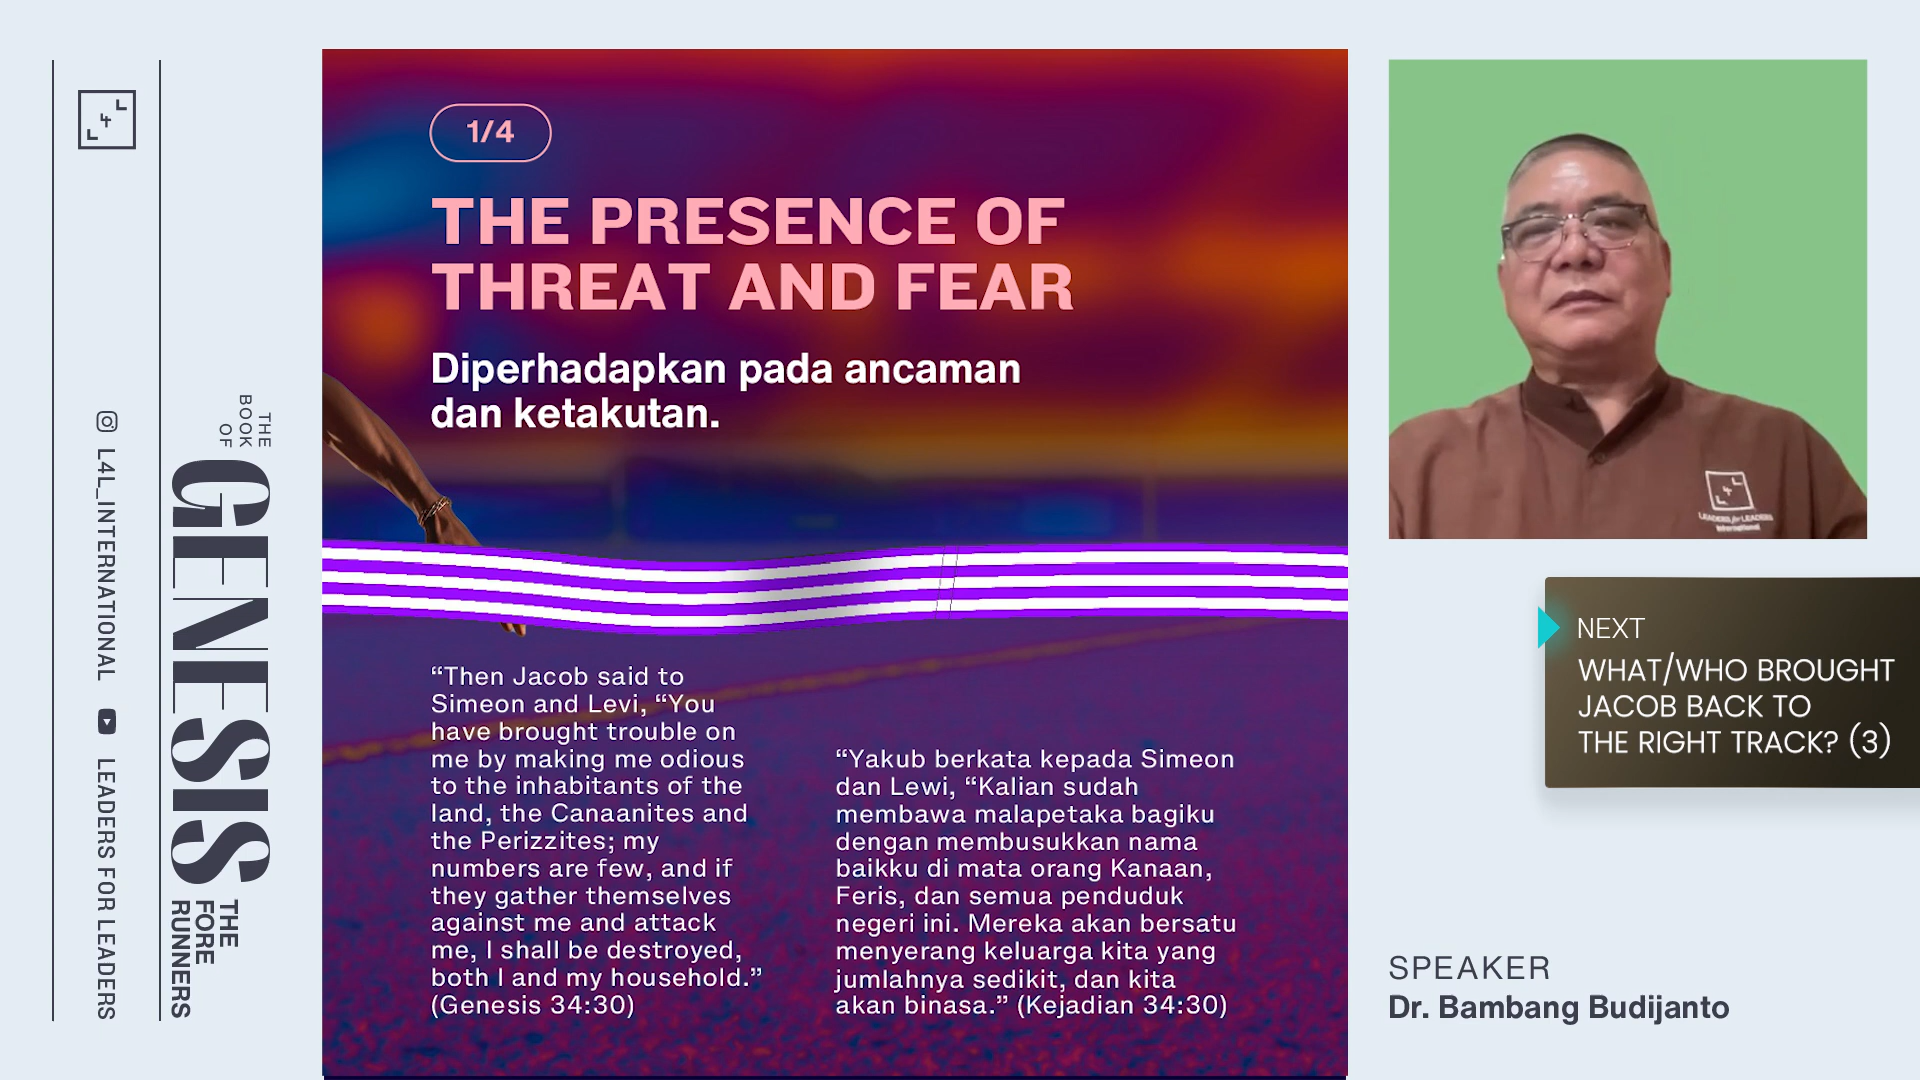 L4L_INTERNATIONAL
LEADERS FOR LEADERS
THE
BOOK
OF
GENESIS
THE
FORE
RUNNERS
1/4
THE PRESENCE OF
THREAT AND FEAR
Diperhadapkan pada ancaman
dan ketakutan.
“Then Jacob said to
Simeon and Levi, “You
have brought trouble on
me by making me odious
to the inhabitants of the
land, the Canaanites and
the Perizzites; my
numbers are few, and if
they gather themselves
against me and attack
me, I shall be destroyed,
both I and my household.”
(Genesis 34:30)
“Yakub berkata kepada Simeon
dan Lewi, “Kalian sudah
membawa malapetaka bagiku
dengan membusukkan nama
baikku di mata orang Kanaan,
Feris, dan semua penduduk
negeri ini. Mereka akan bersatu
menyerang keluarga kita yang
jumlahnya sedikit, dan kita
akan binasa.” (Kejadian 34:30)
LEADERS for LEADERS
International
NEXT
WHAT/WHO BROUGHT
JACOB BACK TO
THE RIGHT TRACK? (3)
SPEAKER
Dr. Bambang Budijanto